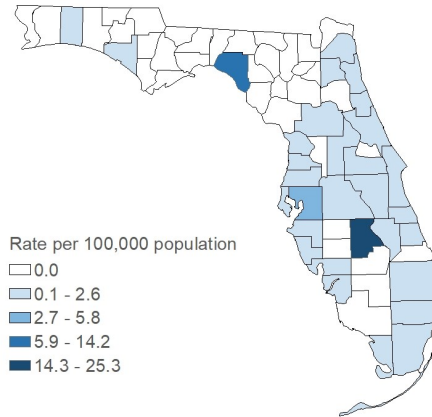 Rate per 100,000 population
0.0
0.1 - 2.6
2.7 - 5.8
5.9 - 14.2
14.3 - 25.3